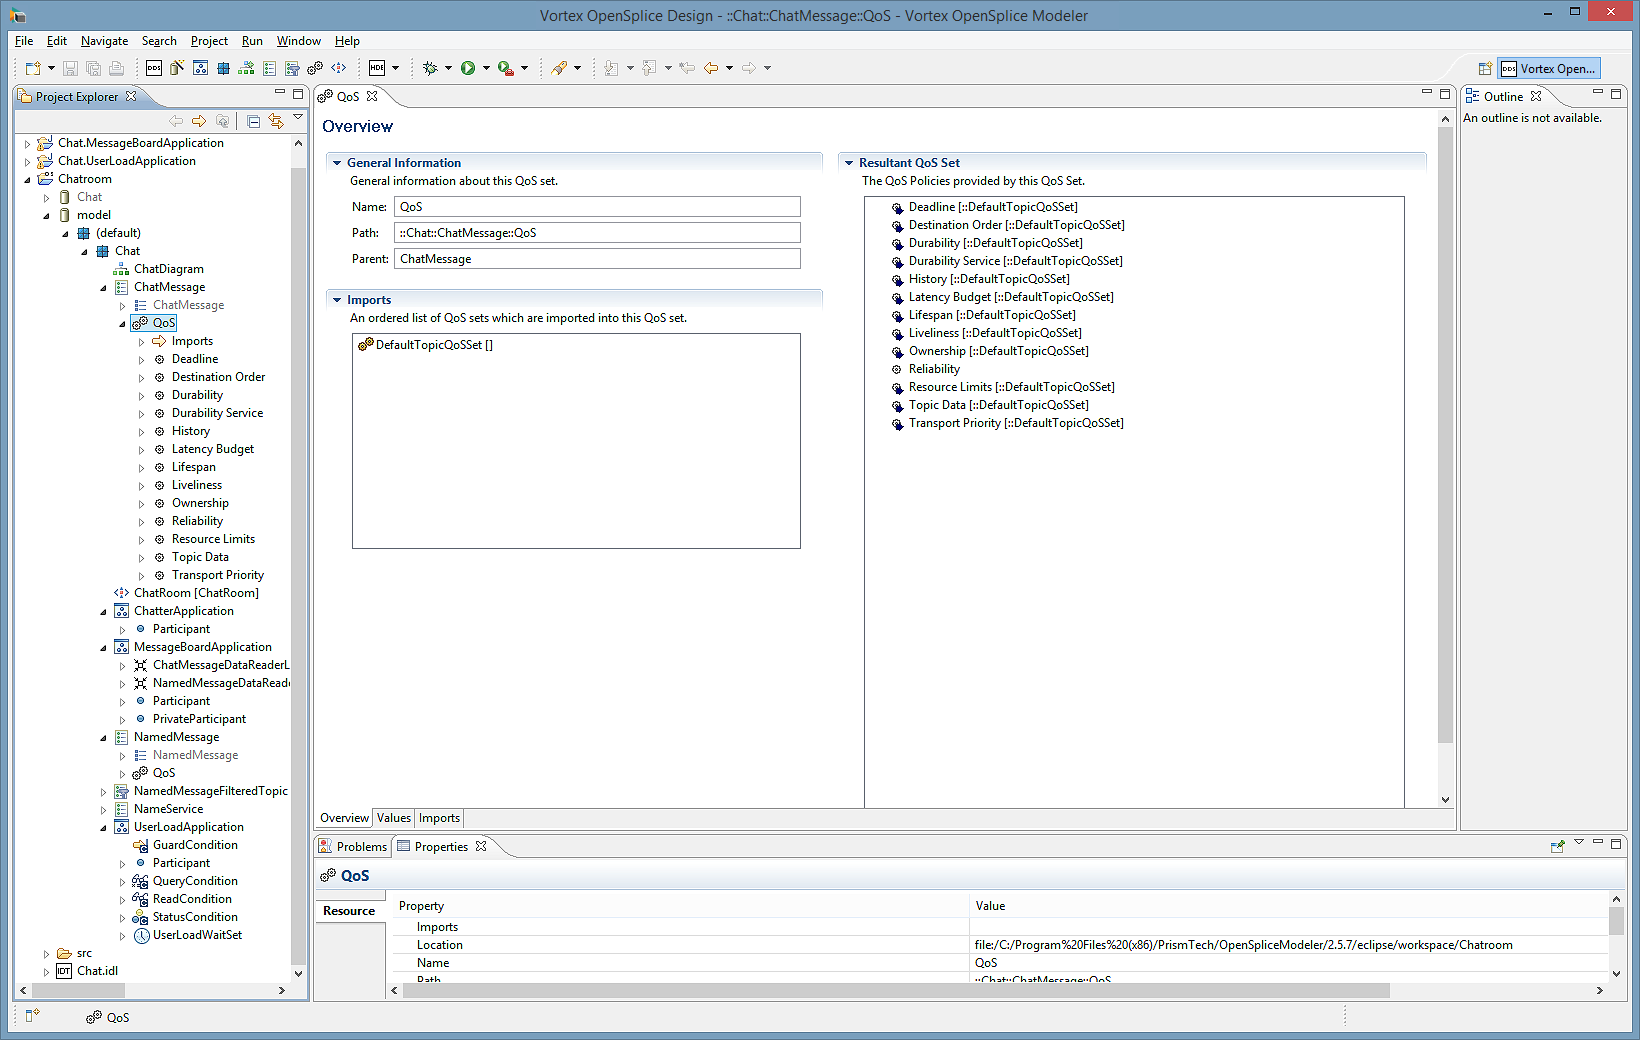 Vortex OpenSplice Design - ::Chat::ChatMessage::QoS - Vortex OpenSplice Modeler
File Edit Navigate Search Project Run Window Help
DDS HDE DDS Vortex Open...
Project Explorer
Chat.MessageBoardApplication
Chat.UserLoadApplication
Chatroom
Chat
model
(default)
Chat
ChatDiagram
ChatMessage
ChatMessage
QoS
Imports
Deadline
Destination Order
Durability
Durability Service
History
Latency Budget
Lifespan
Liveliness
Ownership
Reliability
Resource Limits
Topic Data
Transport Priority
ChatRoom [ChatRoom]
ChatterApplication
Participant
MessageBoardApplication
ChatMessageDataReaderL
NamedMessageDataReade
Participant
PrivateParticipant
NamedMessage
NamedMessage
QoS
NamedMessageFilteredTopic
NameService
UserLoadApplication
GuardCondition
Participant
QueryCondition
ReadCondition
StatusCondition
UserLoadWaitSet
src
IDT Chat.idl
QoS
Overview
General Information
General information about this QoS set.
Name: QoS
Path: ::Chat::ChatMessage::QoS
Parent: ChatMessage
Imports
An ordered list of QoS sets which are imported into this QoS set.
DefaultTopicQoSSet []
Resultant QoS Set
The QoS Policies provided by this QoS Set.
Deadline [::DefaultTopicQoSSet]
Destination Order [::DefaultTopicQoSSet]
Durability [::DefaultTopicQoSSet]
Durability Service [::DefaultTopicQoSSet]
History [::DefaultTopicQoSSet]
Latency Budget [::DefaultTopicQoSSet]
Lifespan [::DefaultTopicQoSSet]
Liveliness [::DefaultTopicQoSSet]
Ownership [::DefaultTopicQoSSet]
Reliability
Resource Limits [::DefaultTopicQoSSet]
Topic Data [::DefaultTopicQoSSet]
Transport Priority [::DefaultTopicQoSSet]
Overview Values Imports
Outline
An outline is not available.
Problems Properties
QoS
Resource
Property Value
Imports
Location file:/C:/Program%20Files%20(x86)/PrismTech/OpenSpliceModeler/2.5.7/eclipse/workspace/Chatroom
Name QoS
Path ::Chat::ChatMessage::QoS
QoS